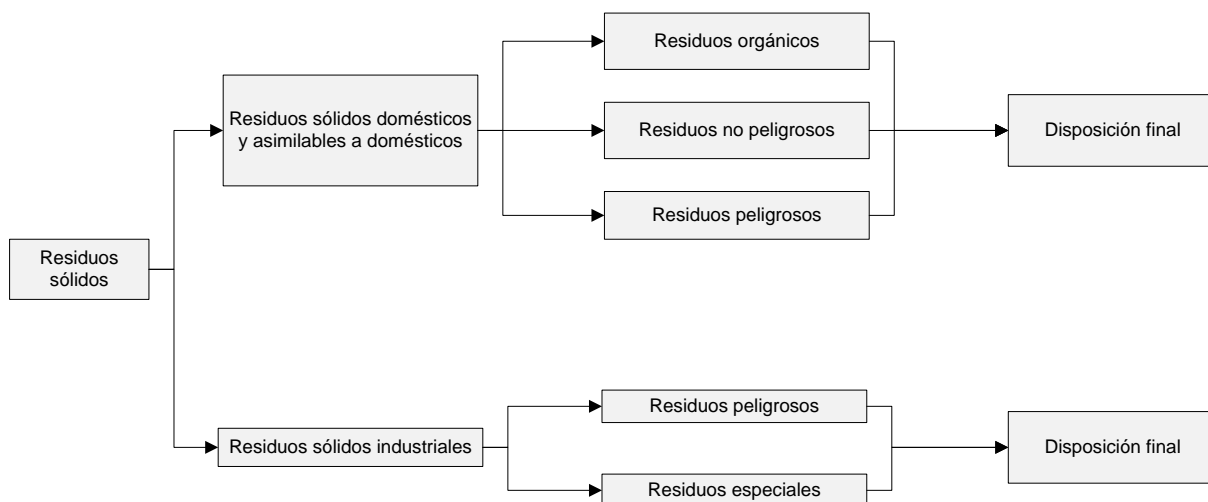 Residuos orgánicos
Residuos sólidos domésticos
y asimilables a domésticos
Residuos no peligrosos
Disposición final
Residuos peligrosos
Residuos
sólidos
Residuos peligrosos
Residuos sólidos industriales
Disposición final
Residuos especiales